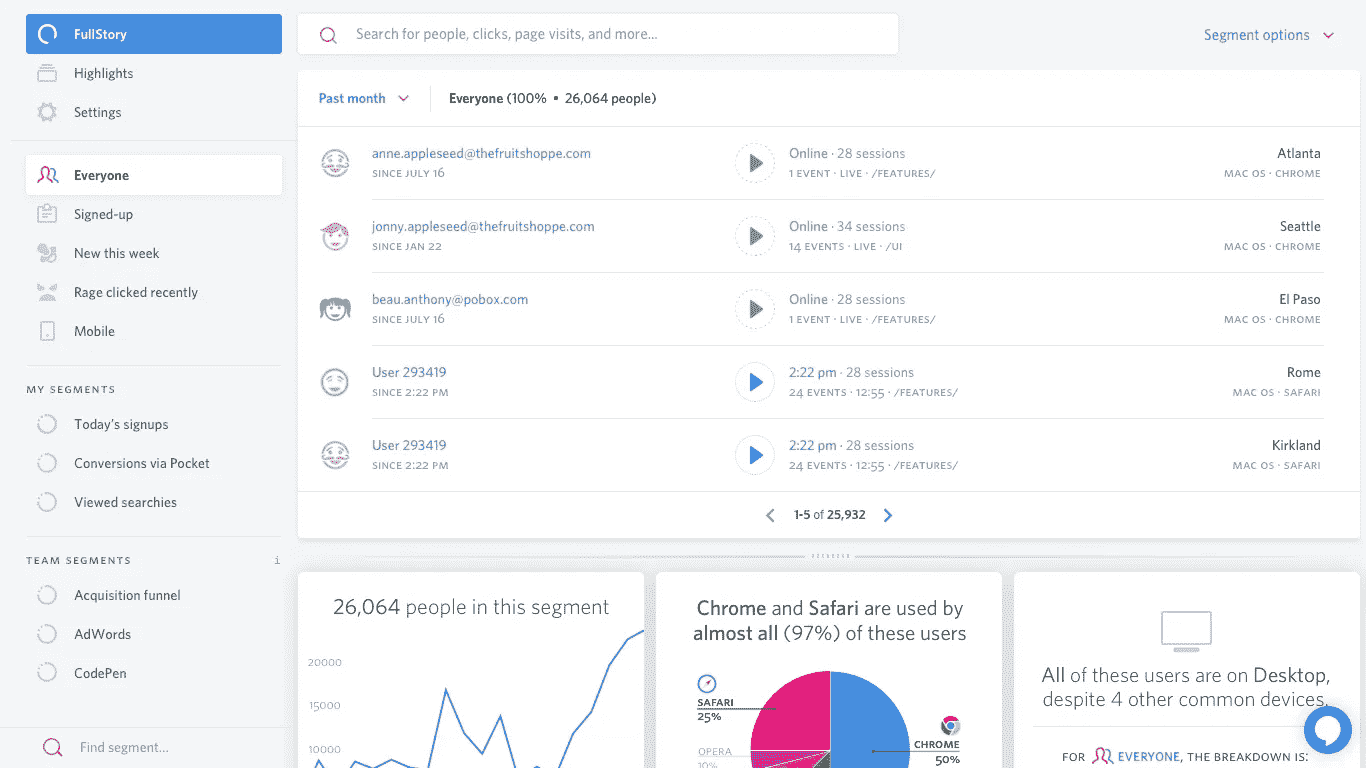 FullStory
Highlights
Settings
Everyone
Signed-up
New this week
Rage clicked recently
Mobile
MY SEGMENTS
Today's signups
Conversions via Pocket
Viewed searchies
TEAM SEGMENTS i
Acquisition funnel
AdWords
CodePen
Find segment...
Search for people, clicks, page visits, and more...
Segment options
Past month
Everyone (100% • 26,064 people)
anne.appleseed@thefruitshoppe.com
SINCE JULY 16
Online · 28 sessions
1 EVENT · LIVE · /FEATURES/
Atlanta
MAC OS · CHROME
jonny.appleseed@thefruitshoppe.com
SINCE JAN 22
Online · 34 sessions
14 EVENTS · LIVE · /UI
Seattle
MAC OS · CHROME
beau.anthony@pobox.com
SINCE JULY 16
Online · 28 sessions
1 EVENT · LIVE · /FEATURES/
El Paso
MAC OS · CHROME
User 293419
SINCE 2:22 PM
2:22 pm · 28 sessions
24 EVENTS · 12:55 · /FEATURES/
Rome
MAC OS · SAFARI
User 293419
SINCE 2:22 PM
2:22 pm · 28 sessions
24 EVENTS · 12:55 · /FEATURES/
Kirkland
MAC OS · SAFARI
1-5 of 25,932
26,064 people in this segment
20000
15000
10000
Chrome and Safari are used by
almost all (97%) of these users
SAFARI
25%
OPERA
10%
CHROME
50%
All of these users are on Desktop,
despite 4 other common devices.
FOR EVERYONE, THE BREAKDOWN IS: